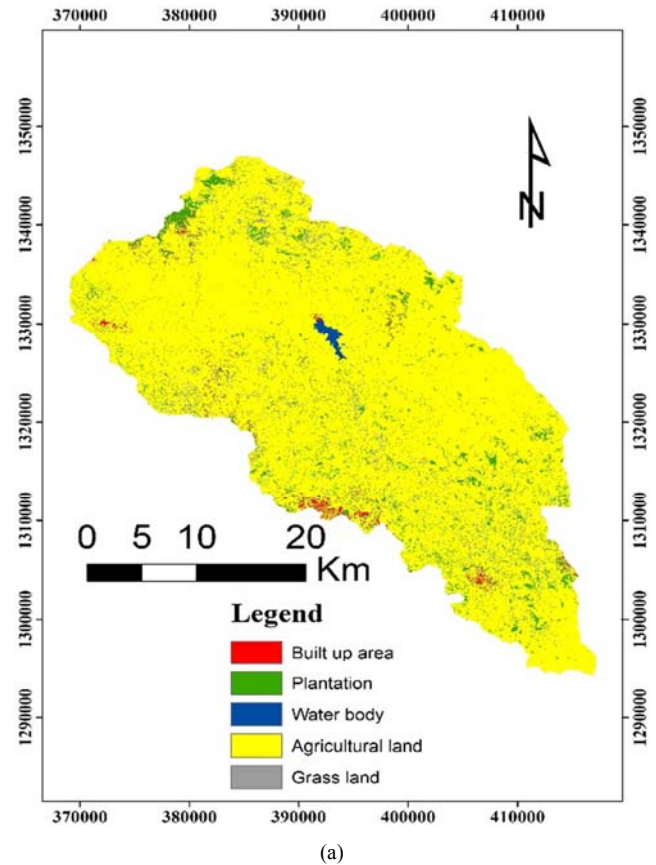 370000 380000 390000 400000 410000
1350000 1350000
1340000 1340000
1330000 1330000
1320000 1320000
1310000 1310000
1300000 1300000
1290000 1290000
N
0 5 10 20 Km
Legend
Built up area
Plantation
Water body
Agricultural land
Grass land
370000 380000 390000 400000 410000
(a)